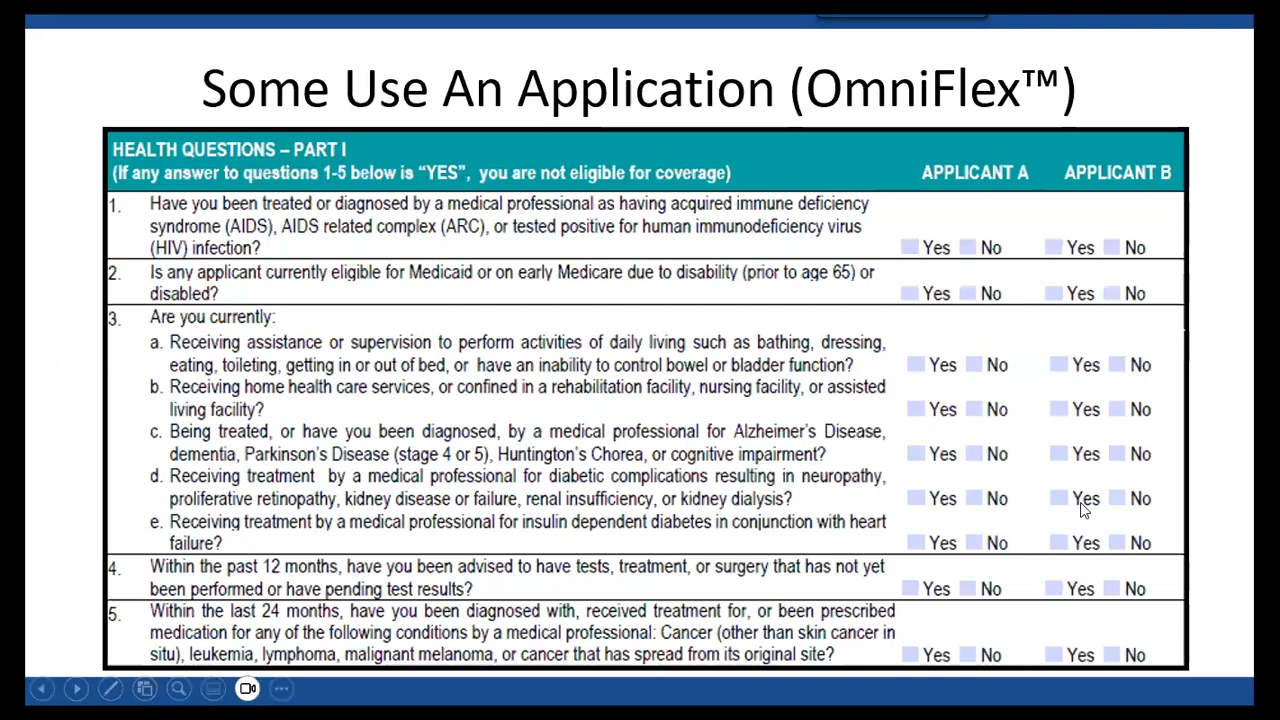 Some Use An Application (OmniFlex™)
HEALTH QUESTIONS – PART I
(If any answer to questions 1-5 below is “YES”, you are not eligible for coverage) APPLICANT A APPLICANT B
1. Have you been treated or diagnosed by a medical professional as having acquired immune deficiency
syndrome (AIDS), AIDS related complex (ARC), or tested positive for human immunodeficiency virus
(HIV) infection? Yes No Yes No
2. Is any applicant currently eligible for Medicaid or on early Medicare due to disability (prior to age 65) or
disabled? Yes No Yes No
3. Are you currently:
a. Receiving assistance or supervision to perform activities of daily living such as bathing, dressing,
eating, toileting, getting in or out of bed, or have an inability to control bowel or bladder function? Yes No Yes No
b. Receiving home health care services, or confined in a rehabilitation facility, nursing facility, or assisted
living facility? Yes No Yes No
c. Being treated, or have you been diagnosed, by a medical professional for Alzheimer's Disease,
dementia, Parkinson's Disease (stage 4 or 5), Huntington's Chorea, or cognitive impairment? Yes No Yes No
d. Receiving treatment by a medical professional for diabetic complications resulting in neuropathy,
proliferative retinopathy, kidney disease or failure, renal insufficiency, or kidney dialysis? Yes No Yes No
e. Receiving treatment by a medical professional for insulin dependent diabetes in conjunction with heart
failure? Yes No Yes No
4. Within the past 12 months, have you been advised to have tests, treatment, or surgery that has not yet
been performed or have pending test results? Yes No Yes No
5. Within the last 24 months, have you been diagnosed with, received treatment for, or been prescribed
medication for any of the following conditions by a medical professional: Cancer (other than skin cancer in
situ), leukemia, lymphoma, malignant melanoma, or cancer that has spread from its original site? Yes No Yes No